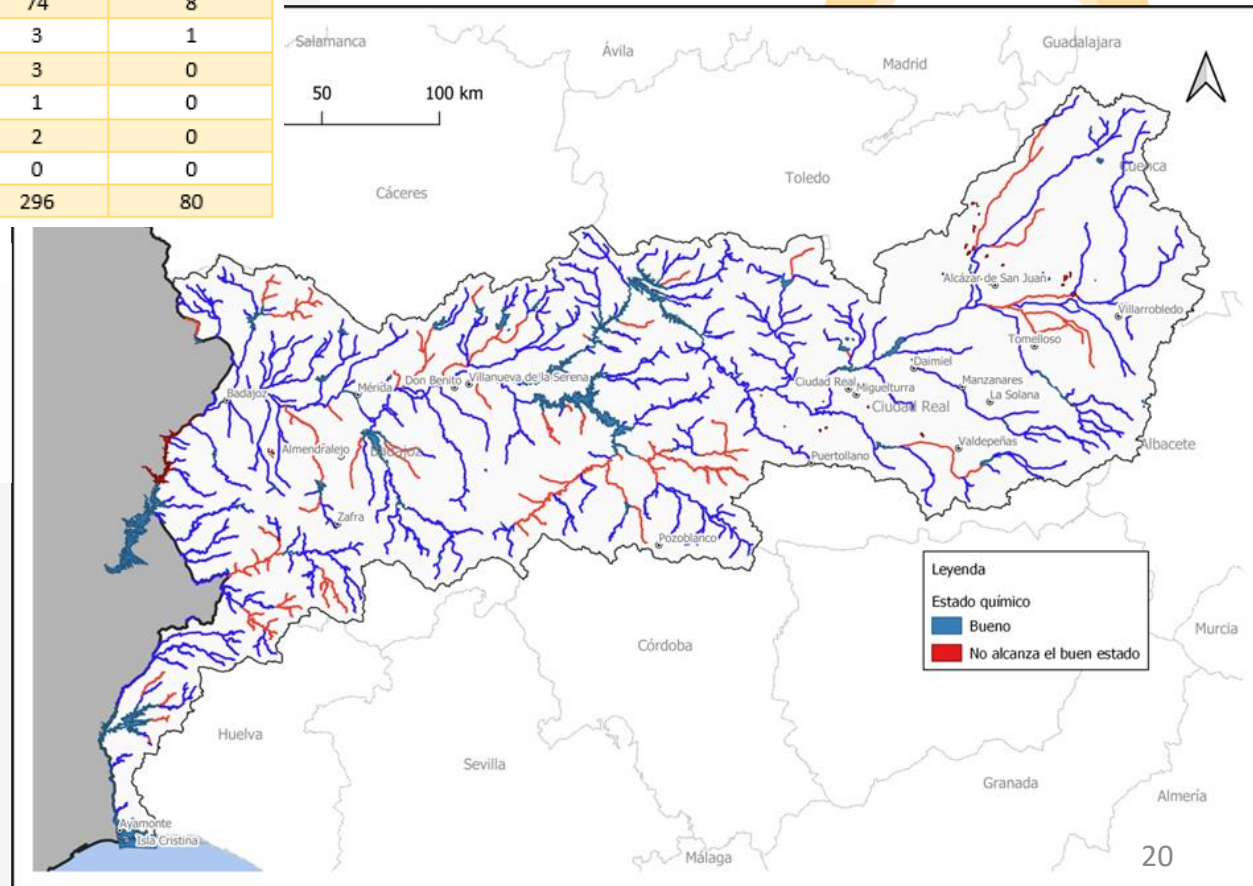 74 8
3 1
3 0
1 0
2 0
0 0
296 80
50 100 km
Salamanca
Ávila
Guadalajara
Madrid
Cáceres
Toledo
Cuenca
Alcázar de San Juan
Villarrobledo
Tomelloso
Daimiel
Ciudad Real
Miguelturra
Manzanares
La Solana
Ciudad Real
Badajoz
Mérida
Don Benito
Villanueva de la Serena
Almendralejo
Badajoz
Valdepeñas
Albacete
Puertollano
Zafra
Pozoblanco
Leyenda
Estado químico
Bueno
No alcanza el buen estado
Murcia
Córdoba
Huelva
Sevilla
Granada
Almería
Ayamonte
Isla Cristina
Málaga
20